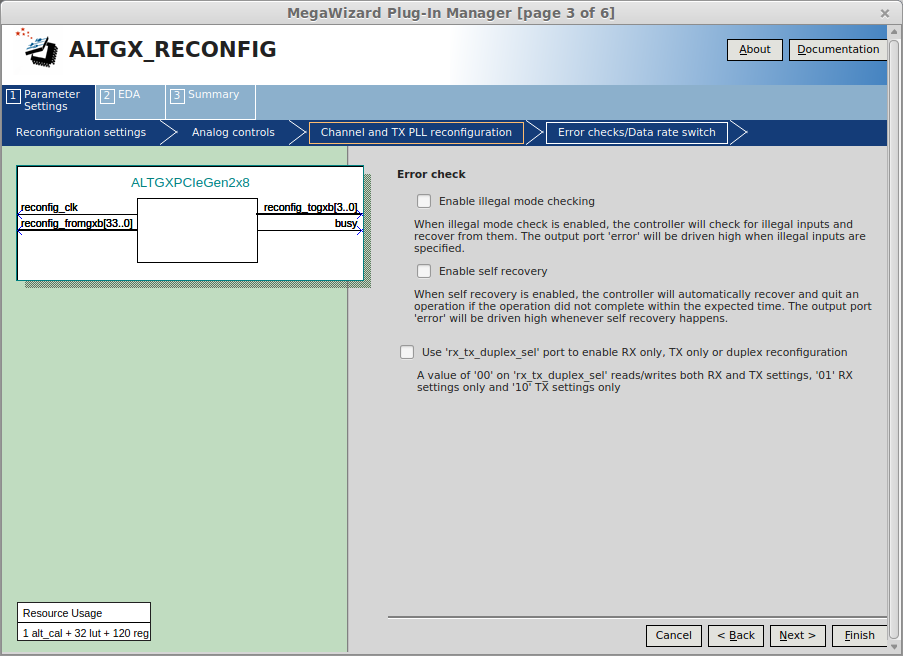 MegaWizard Plug-In Manager [page 3 of 6]
ALTGX_RECONFIG
About
Documentation
1 Parameter Settings
2 EDA
3 Summary
Reconfiguration settings
Analog controls
Channel and TX PLL reconfiguration
Error checks/Data rate switch
ALTGXPCIeGen2x8
reconfig_clk
reconfig_togxb[3..0]
reconfig_fromgxb[33..0]
busy
Error check
Enable illegal mode checking
When illegal mode check is enabled, the controller will check for illegal inputs and
recover from them. The output port 'error' will be driven high when illegal inputs are
specified.
Enable self recovery
When self recovery is enabled, the controller will automatically recover and quit an
operation if the operation did not complete within the expected time. The output port
'error' will be driven high whenever self recovery happens.
Use 'rx_tx_duplex_sel' port to enable RX only, TX only or duplex reconfiguration
A value of '00' on 'rx_tx_duplex_sel' reads/writes both RX and TX settings, '01' RX
settings only and '10' TX settings only
Resource Usage
1 alt_cal + 32 lut + 120 reg
Cancel
< Back
Next >
Finish